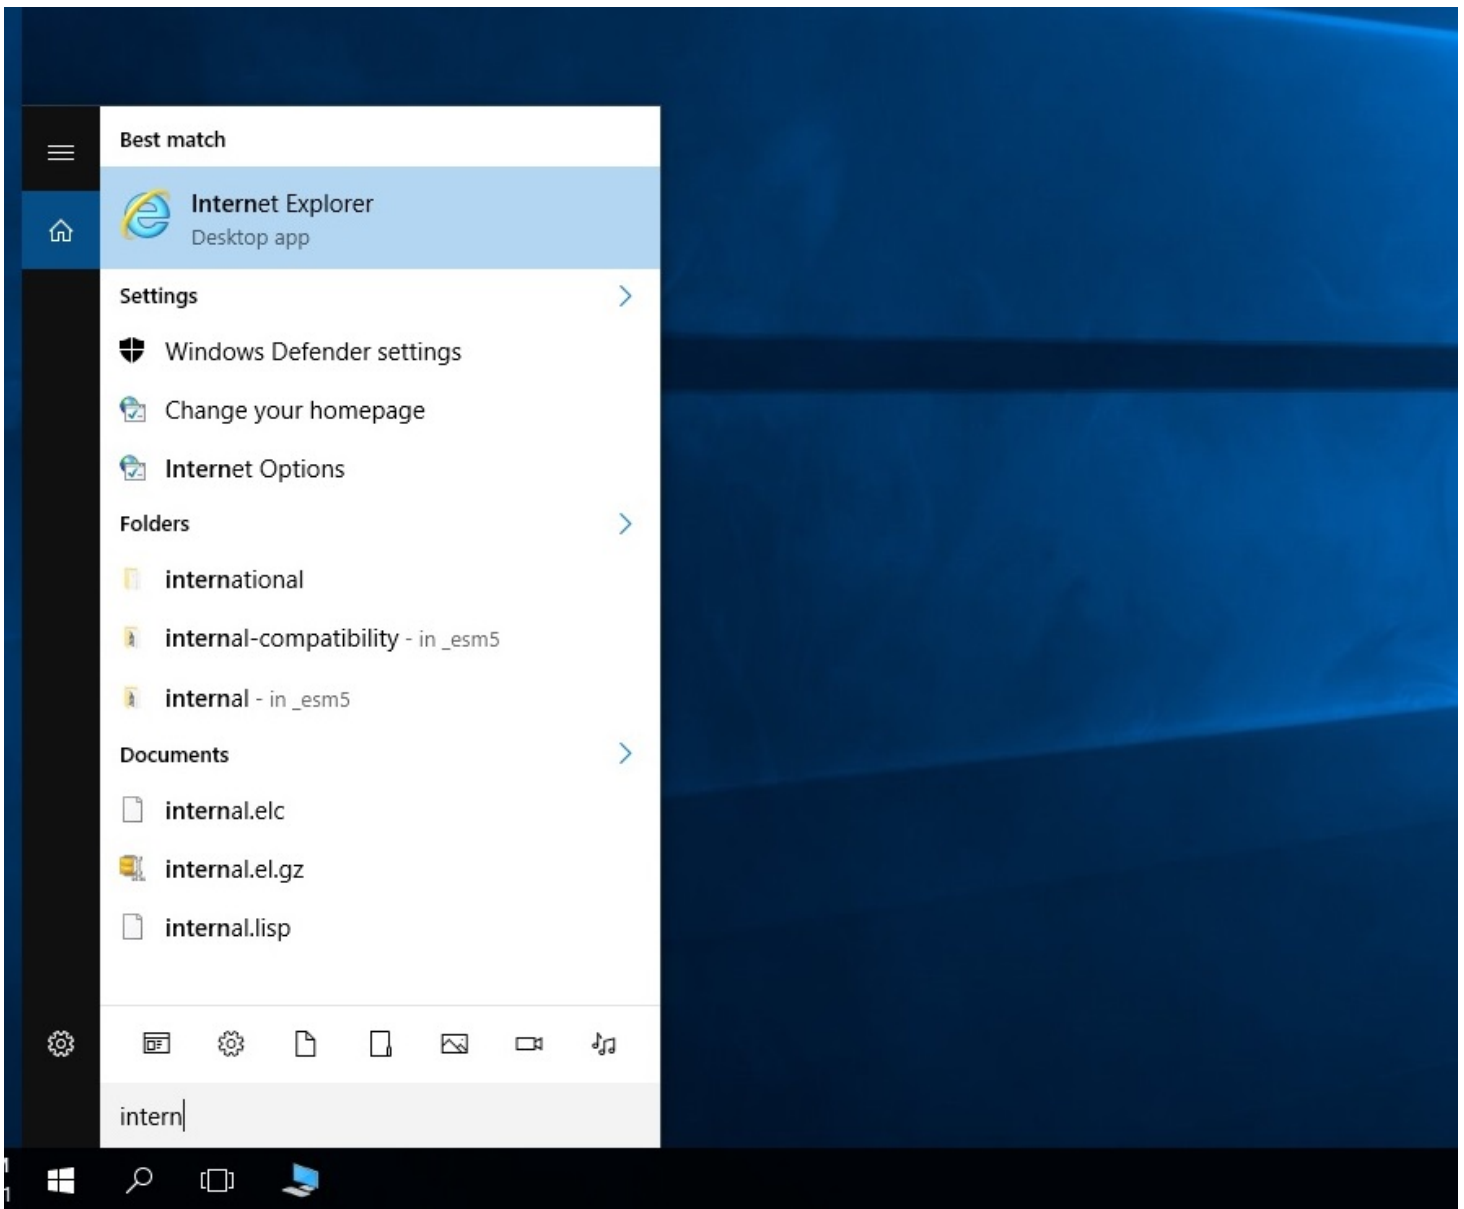 Best match
Internet Explorer
Desktop app
Settings
Windows Defender settings
Change your homepage
Internet Options
Folders
international
internal-compatibility - in _esm5
internal - in _esm5
Documents
internal.elc
internal.el.gz
internal.lisp
intern